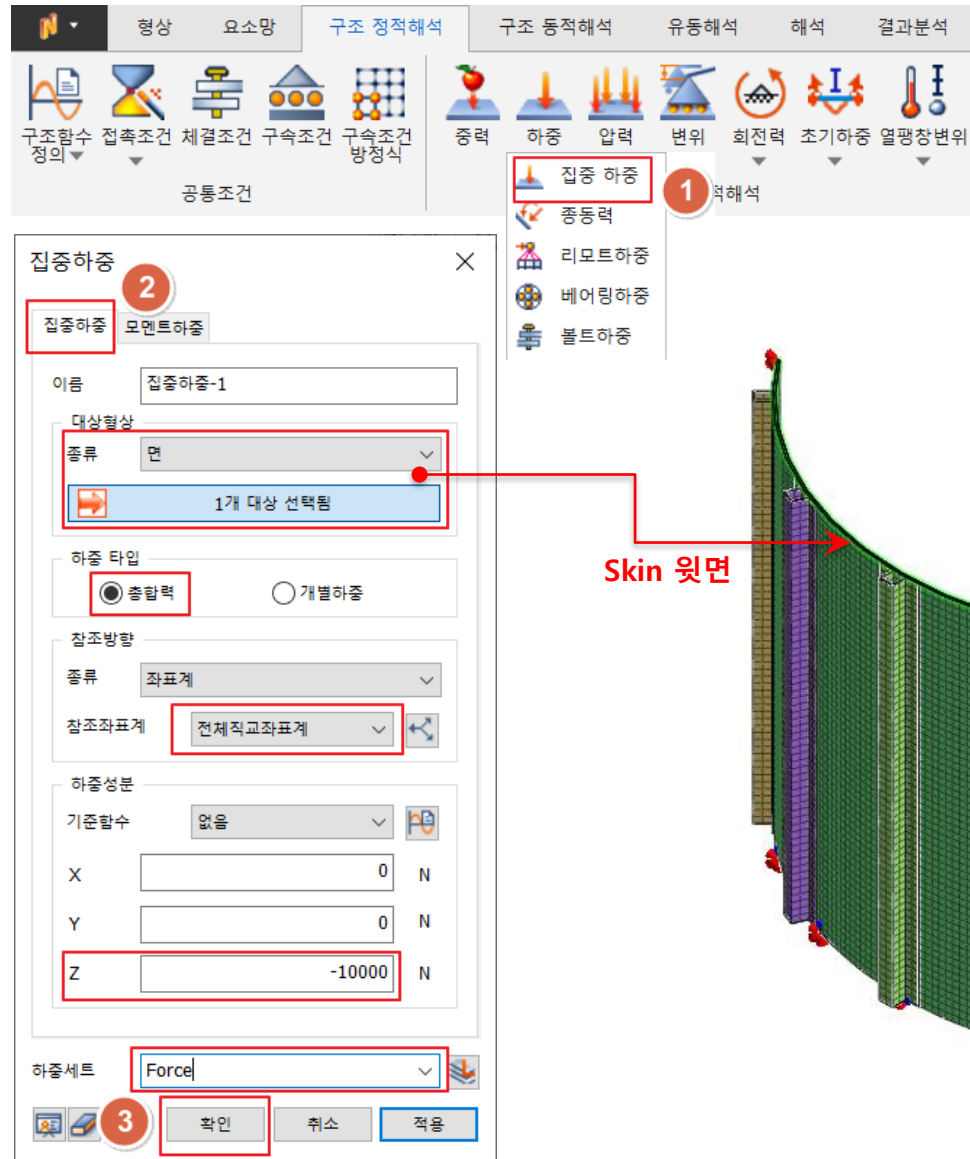 형상 요소망 구조 정적해석 구조 동적해석 유동해석 해석 결과분석
구조함수 접촉조건 체결조건 구속조건 구속조건 중력 하중 압력 변위 회전력 초기하중 열팽창변위
정의 방정식
공통조건
적해석
집중 하중
1
종동력
리모트하중
베어링하중
볼트하중
집중하중
2
집중하중 모멘트하중
이름 집중하중-1
대상형상
종류 면
1개 대상 선택됨
하중 타입
총합력 개별하중
Skin 윗면
참조방향
종류 좌표계
참조좌표계 전체직교좌표계
하중성분
기준함수 없음
X 0 N
Y 0 N
Z -10000 N
하중세트 Force
3 확인 취소 적용